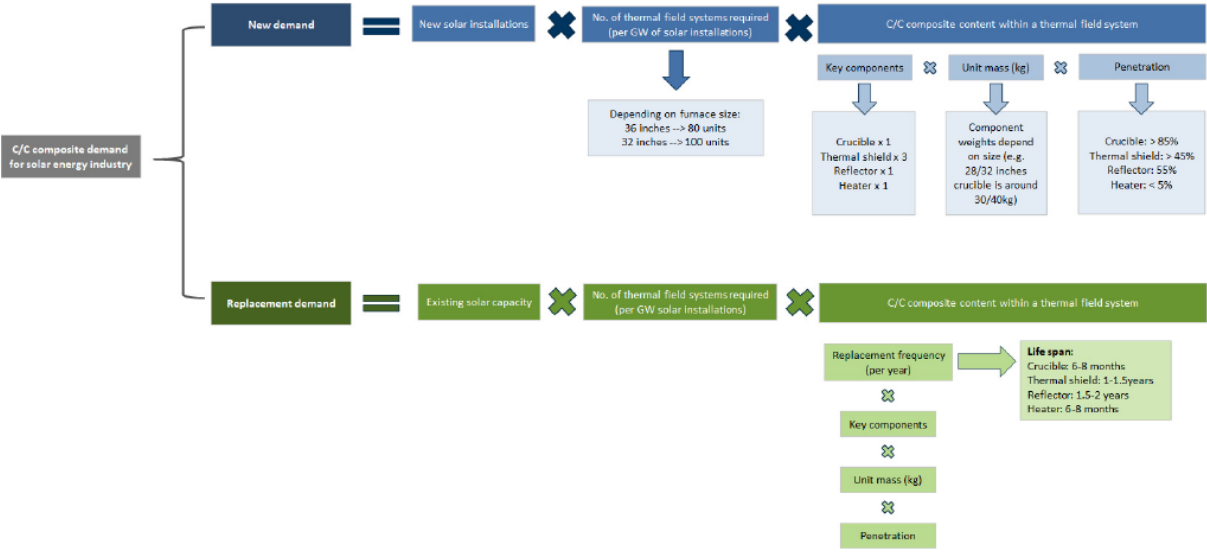 New demand
New solar installations
No. of thermal field systems required
(per GW of solar installations)
C/C composite content within a thermal field system
Key components
Unit mass (kg)
Penetration
Depending on furnace size:
36 inches --> 80 units
32 inches --> 100 units
Crucible x 1
Thermal shield x 3
Reflector x 1
Heater x 1
Component
weights depend
on size (e.g.
28/32 inches
crucible is around
30/40kg)
Crucible: > 85%
Thermal shield: > 45%
Reflector: 55%
Heater: < 5%
C/C composite demand
for solar energy industry
Replacement demand
Existing solar capacity
No. of thermal field systems required
(per GW solar installations)
C/C composite content within a thermal field system
Replacement frequency
(per year)
Life span:
Crucible: 6-8 months
Thermal shield: 1-1.5years
Reflector: 1.5-2 years
Heater: 6-8 months
Key components
Unit mass (kg)
Penetration